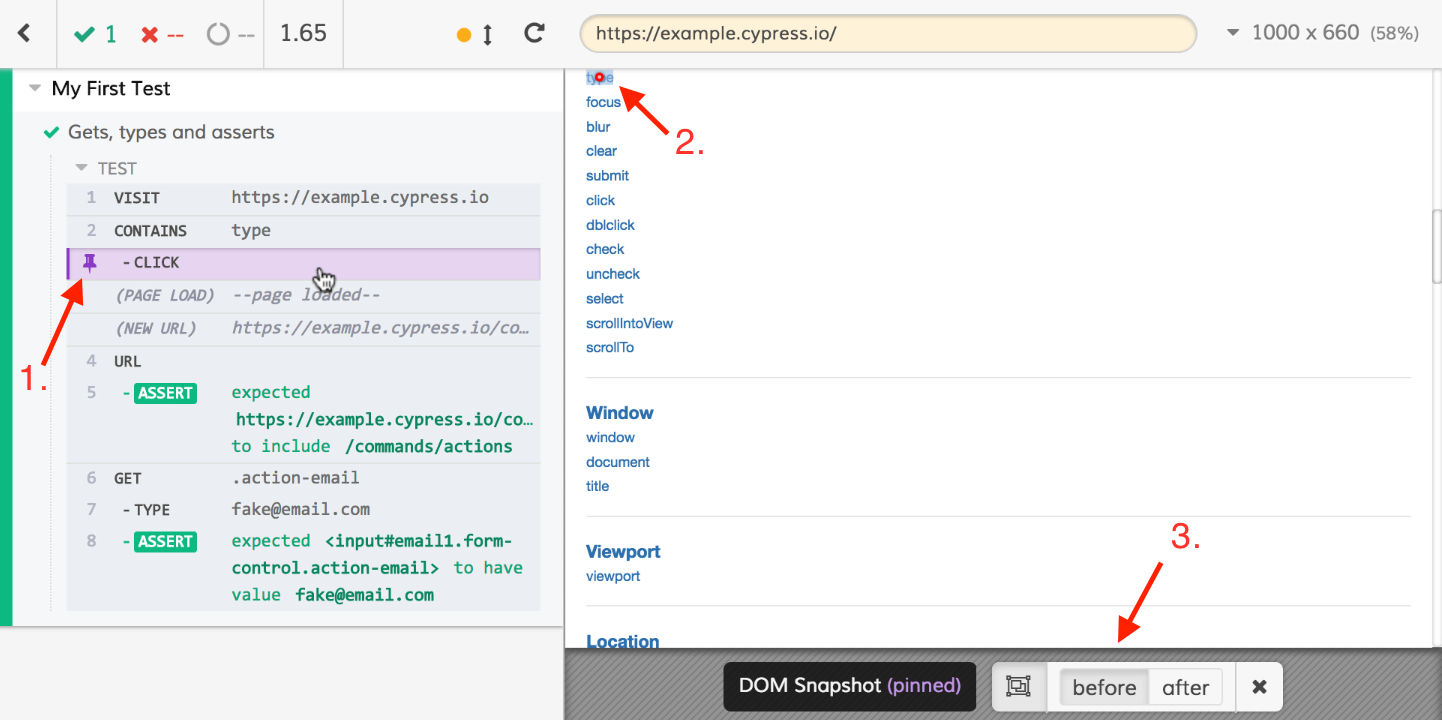 1 -- -- 1.65 https://example.cypress.io/ 1000 x 660 (58%)
My First Test
Gets, types and asserts
TEST
1 VISIT https://example.cypress.io
2 CONTAINS type
- CLICK
(PAGE LOAD) --page loaded--
(NEW URL) https://example.cypress.io/co…
4 URL
5 - ASSERT expected
https://example.cypress.io/co…
to include /commands/actions
6 GET .action-email
7 - TYPE fake@email.com
8 - ASSERT expected <input#email1.form-
control.action-email> to have
value fake@email.com
1.
type
focus
2.
blur
clear
submit
click
dblclick
check
uncheck
select
scrollIntoView
scrollTo
Window
window
document
title
Viewport
viewport
3.
Location
DOM Snapshot (pinned) before after